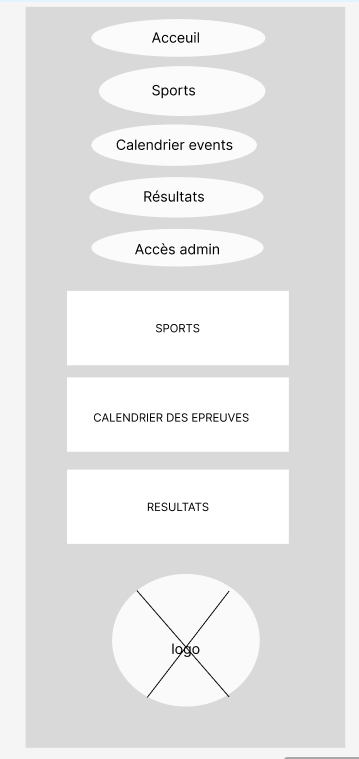 Acceuil
Sports
Calendrier events
Résultats
Accès admin
SPORTS
CALENDRIER DES EPREUVES
RESULTATS
logo